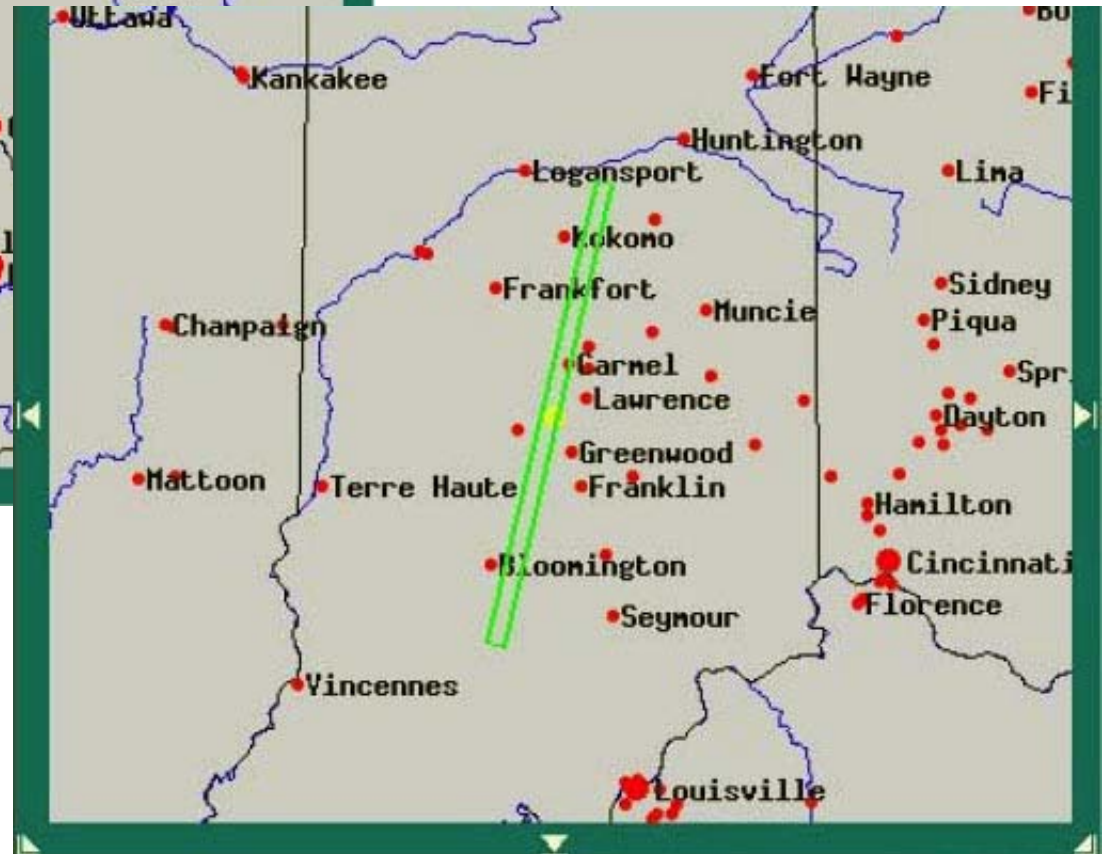 Ottawa
Kankakee
Fort Wayne
Huntington
Logansport
Lima
Kokomo
Frankfort
Sidney
Muncie
Piqua
Champaign
Carmel
Spr
Lawrence
Dayton
Greenwood
Mattoon
Terre Haute
Franklin
Hamilton
Bloomington
Cincinnati
Florence
Seymour
Vincennes
Louisville